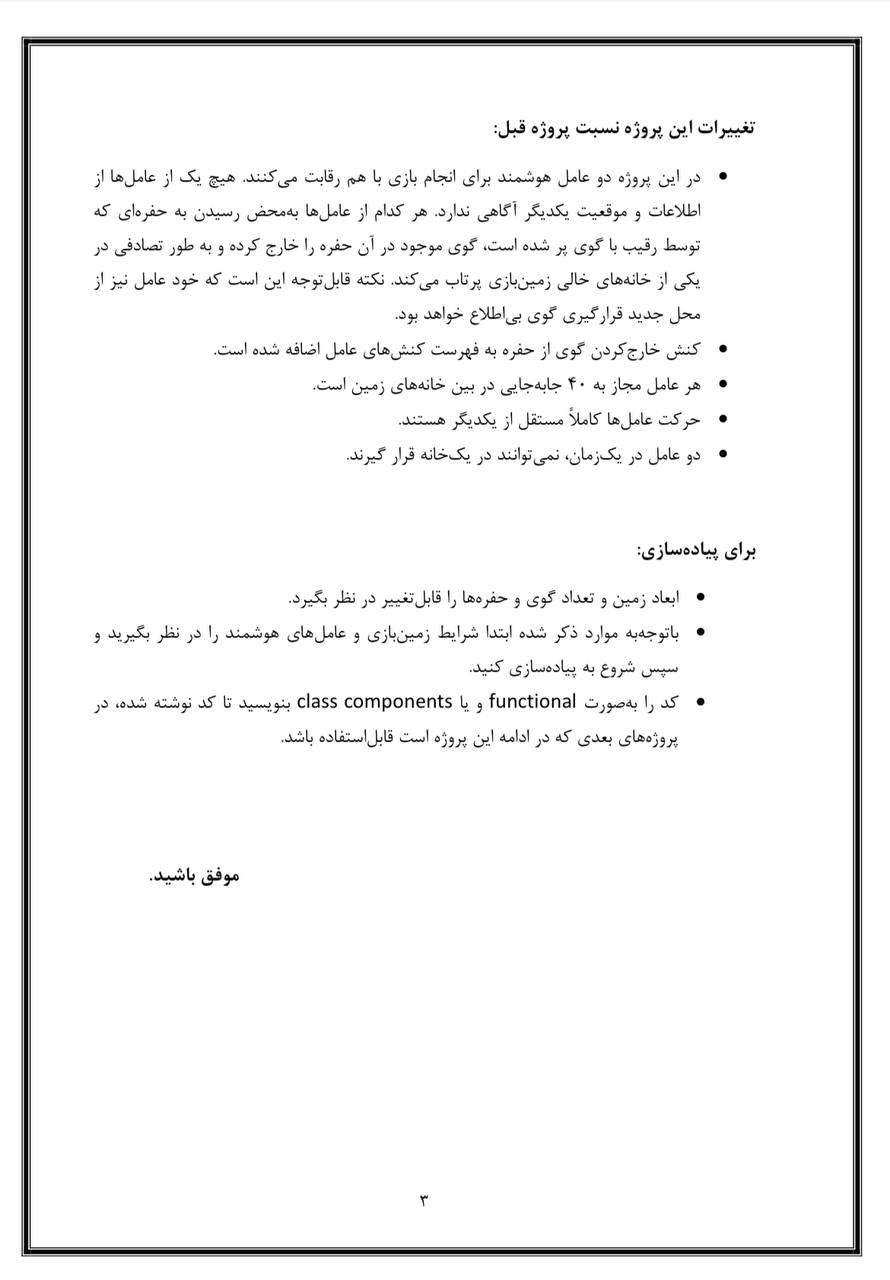 تغییرات این پروژه نسبت پروژه قبل:
• در این پروژه دو عامل هوشمند برای انجام بازی با هم رقابت می‌کنند. هیچ یک از عامل‌ها از
اطلاعات و موقعیت یکدیگر آگاهی ندارد. هر کدام از عامل‌ها به‌محض رسیدن به حفره‌ای که
توسط رقیب با گوی پر شده است، گوی موجود در آن حفره را خارج کرده و به طور تصادفی در
یکی از خانه‌های خالی زمین‌بازی پرتاب می‌کند. نکته قابل‌توجه این است که خود عامل نیز از
محل جدید قرارگیری گوی بی‌اطلاع خواهد بود.
• کنش خارج‌کردن گوی از حفره به فهرست کنش‌های عامل اضافه شده است.
• هر عامل مجاز به ۴۰ جابه‌جایی در بین خانه‌های زمین است.
• حرکت عامل‌ها کاملاً مستقل از یکدیگر هستند.
• دو عامل در یک‌زمان، نمی‌توانند در یک‌خانه قرار گیرند.
برای پیاده‌سازی:
• ابعاد زمین و تعداد گوی و حفره‌ها را قابل‌تغییر در نظر بگیرد.
• باتوجه‌به موارد ذکر شده ابتدا شرایط زمین‌بازی و عامل‌های هوشمند را در نظر بگیرید و
سپس شروع به پیاده‌سازی کنید.
• کد را به‌صورت functional و یا class components بنویسید تا کد نوشته شده، در
پروژه‌های بعدی که در ادامه این پروژه است قابل‌استفاده باشد.
موفق باشید.
۳